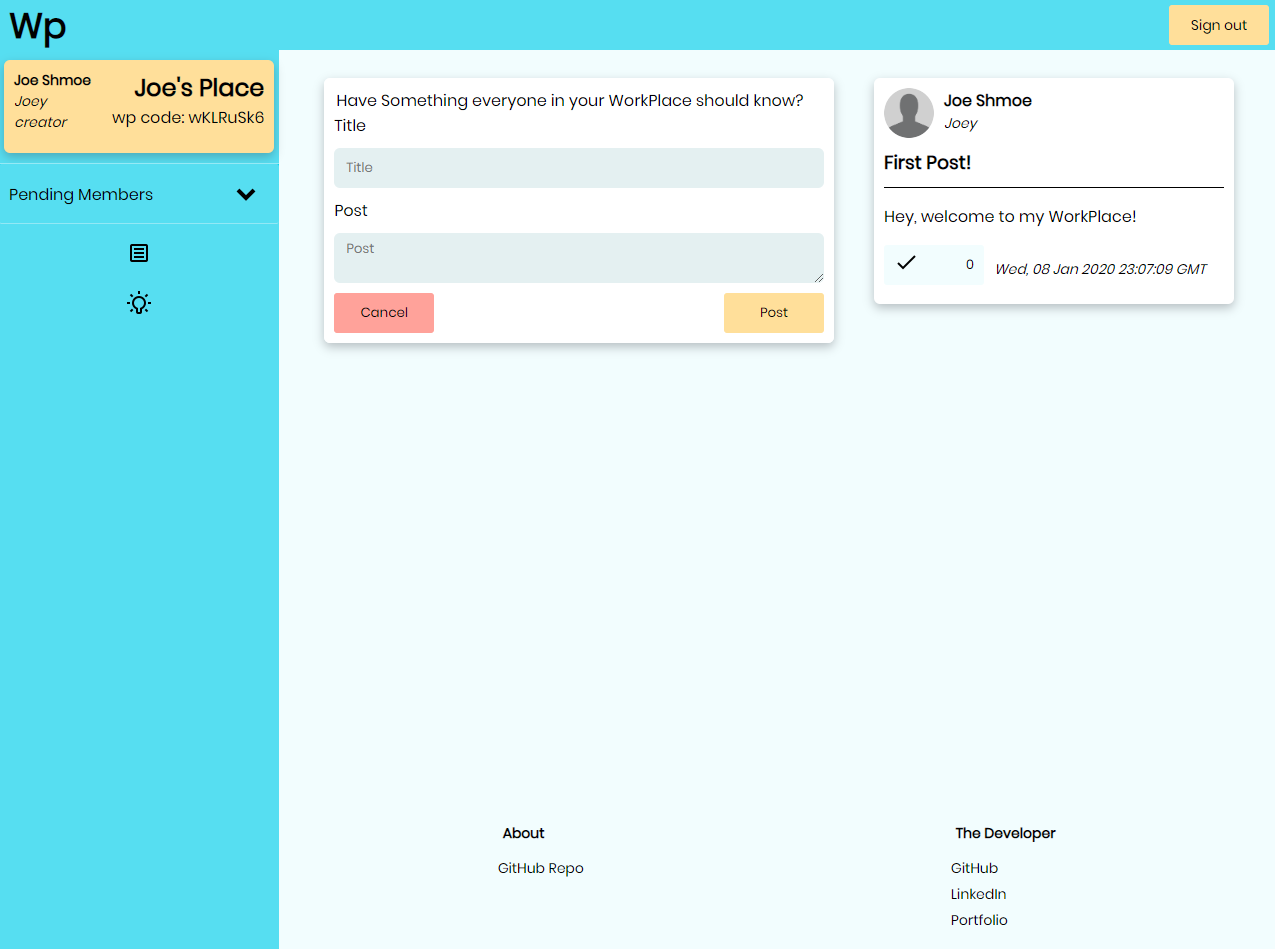 Wp
Sign out
Joe Shmoe
Joey
creator
Joe's Place
wp code: wKLRuSk6
Pending Members
Have Something everyone in your WorkPlace should know?
Title
Title
Post
Post
Cancel
Post
Joe Shmoe
Joey
First Post!
Hey, welcome to my WorkPlace!
0
Wed, 08 Jan 2020 23:07:09 GMT
About
GitHub Repo
The Developer
GitHub
LinkedIn
Portfolio